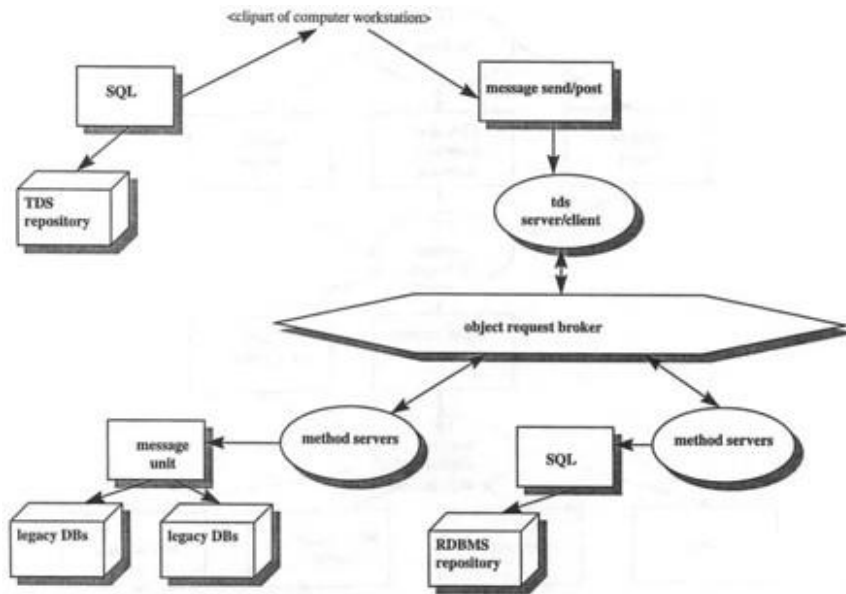 <clipart of computer workstation>
SQL
message send/post
TDS
repository
tds
server/client
object request broker
method servers
method servers
message
unit
SQL
legacy DBs
legacy DBs
RDBMS
repository